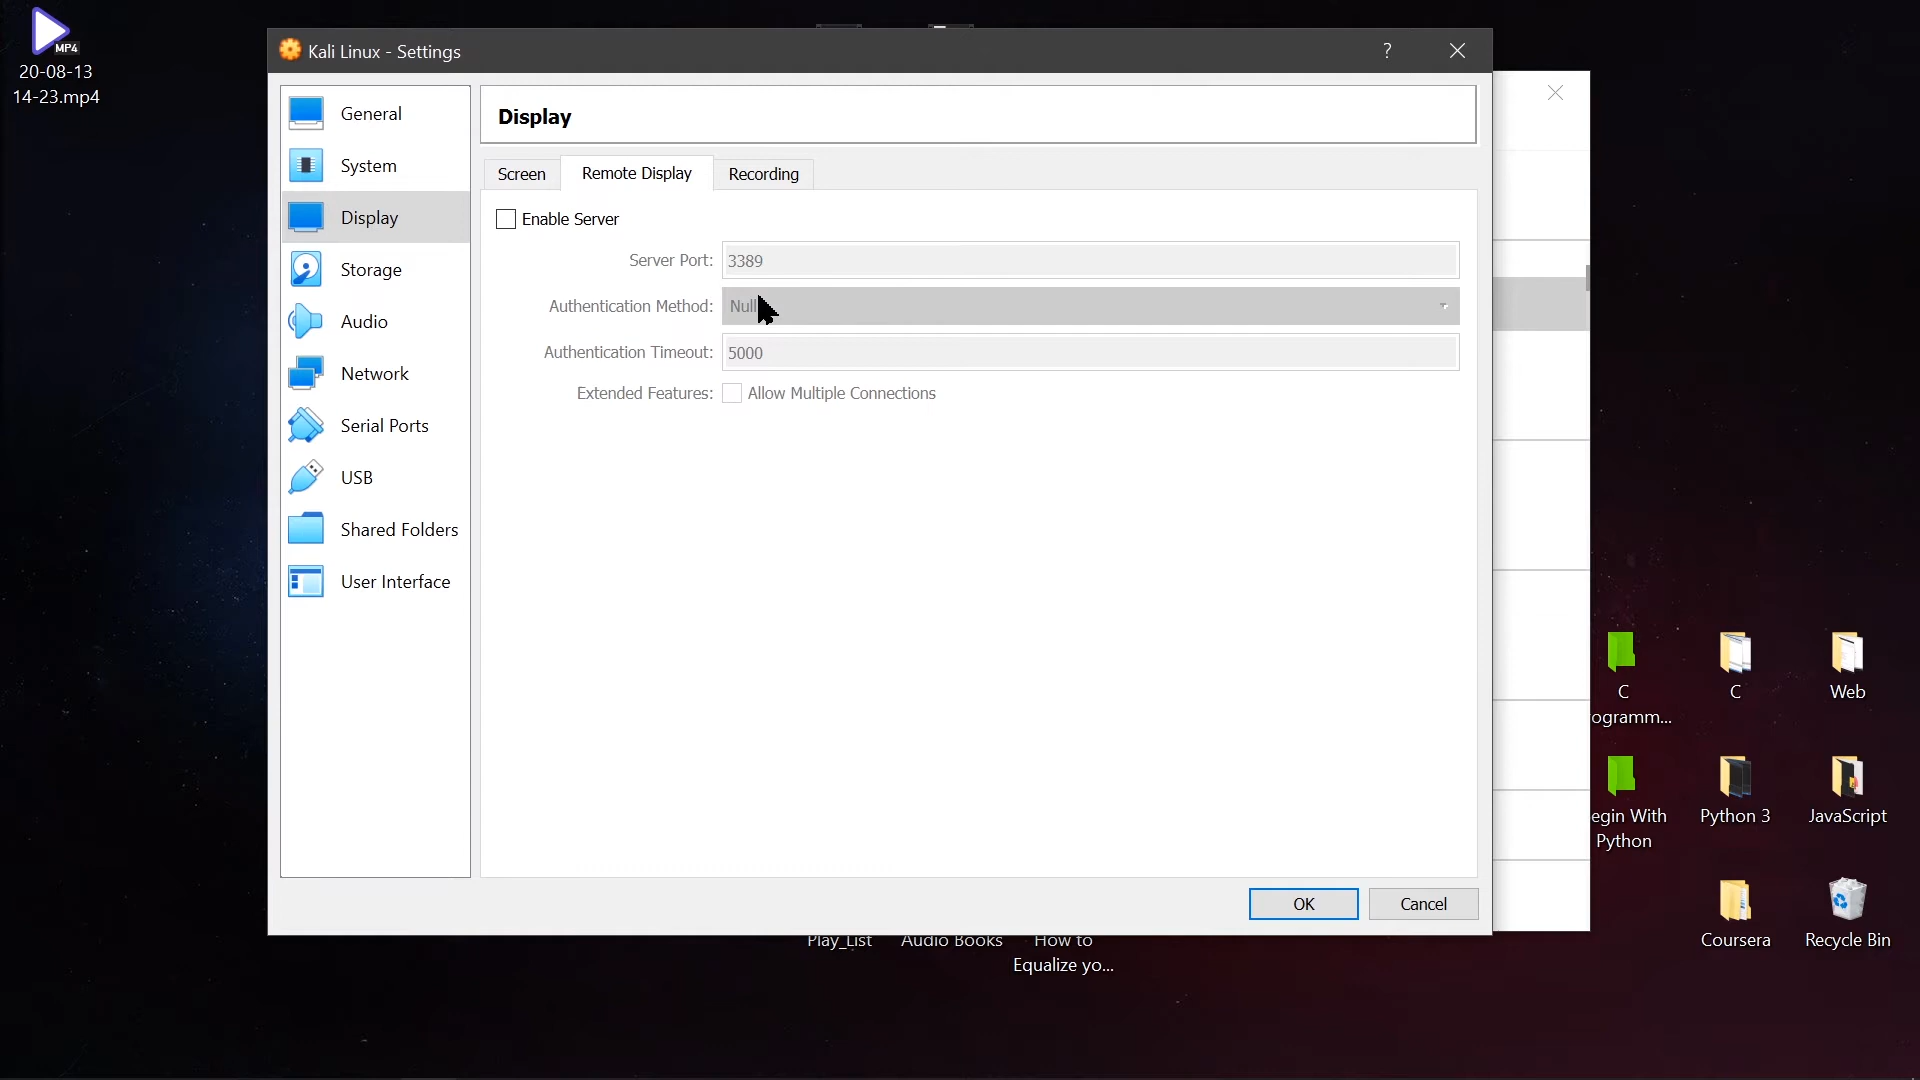 MP4
20-08-13
14-23.mp4
Kali Linux - Settings
?
General
System
Display
Storage
Audio
Network
Serial Ports
USB
Shared Folders
User Interface
Display
Screen
Remote Display
Recording
Enable Server
Server Port: 3389
Authentication Method: Null
Authentication Timeout: 5000
Extended Features: Allow Multiple Connections
OK
Cancel
C
ogramm...
C
Web
egin With
Python
Python 3
JavaScript
Coursera
Recycle Bin
Play_List
Audio Books
How to
Equalize yo...